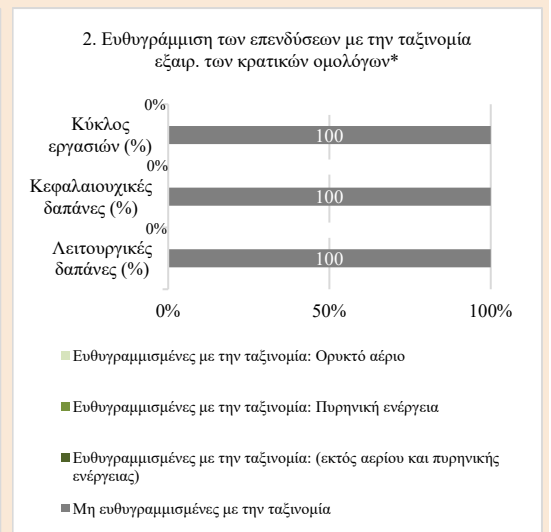 2. Ευθυγράμμιση των επενδύσεων με την ταξινομία
εξαιρ. των κρατικών ομολόγων*
0%
Κύκλος
εργασιών (%)
100
0%
Κεφαλαιουχικές
δαπάνες (%)
100
0%
Λειτουργικές
δαπάνες (%)
100
0%
50%
100%
Ευθυγραμμισμένες με την ταξινομία: Ορυκτό αέριο
Ευθυγραμμισμένες με την ταξινομία: Πυρηνική ενέργεια
Ευθυγραμμισμένες με την ταξινομία: (εκτός αερίου και πυρηνικής
ενέργειας)
Μη ευθυγραμμισμένες με την ταξινομία